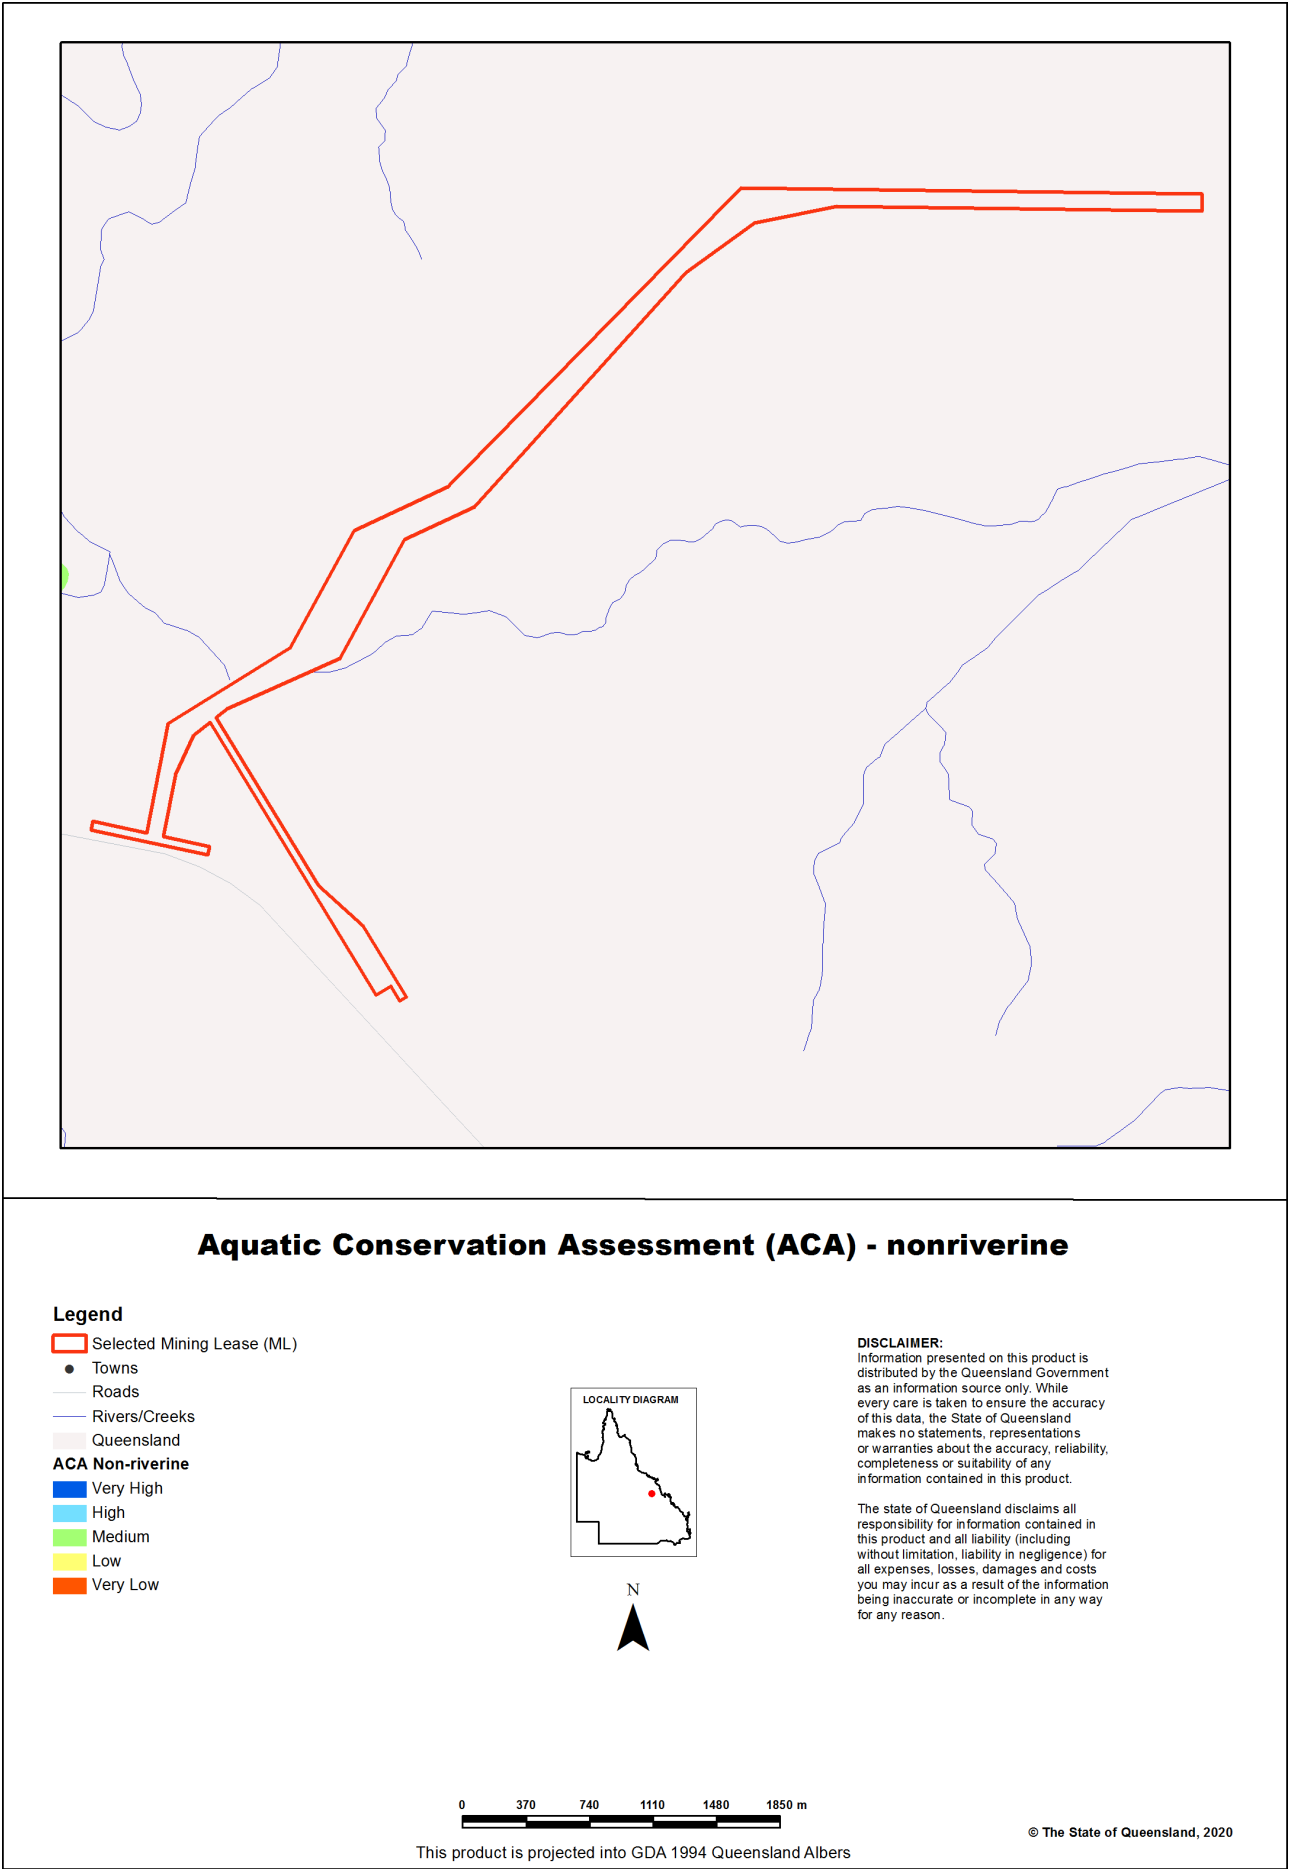 Aquatic Conservation Assessment (ACA) - nonriverine
Legend
Selected Mining Lease (ML)
Towns
Roads
Rivers/Creeks
Queensland
ACA Non-riverine
Very High
High
Medium
Low
Very Low
LOCALITY DIAGRAM
N
DISCLAIMER:
Information presented on this product is
distributed by the Queensland Government
as an information source only. While
every care is taken to ensure the accuracy
of this data, the State of Queensland
makes no statements, representations
or warranties about the accuracy, reliability,
completeness or suitability of any
information contained in this product.
The state of Queensland disclaims all
responsibility for information contained in
this product and all liability (including
without limitation, liability in negligence) for
all expenses, losses, damages and costs
you may incur as a result of the information
being inaccurate or incomplete in any way
for any reason.
0 370 740 1110 1480 1850 m
This product is projected into GDA 1994 Queensland Albers
© The State of Queensland, 2020